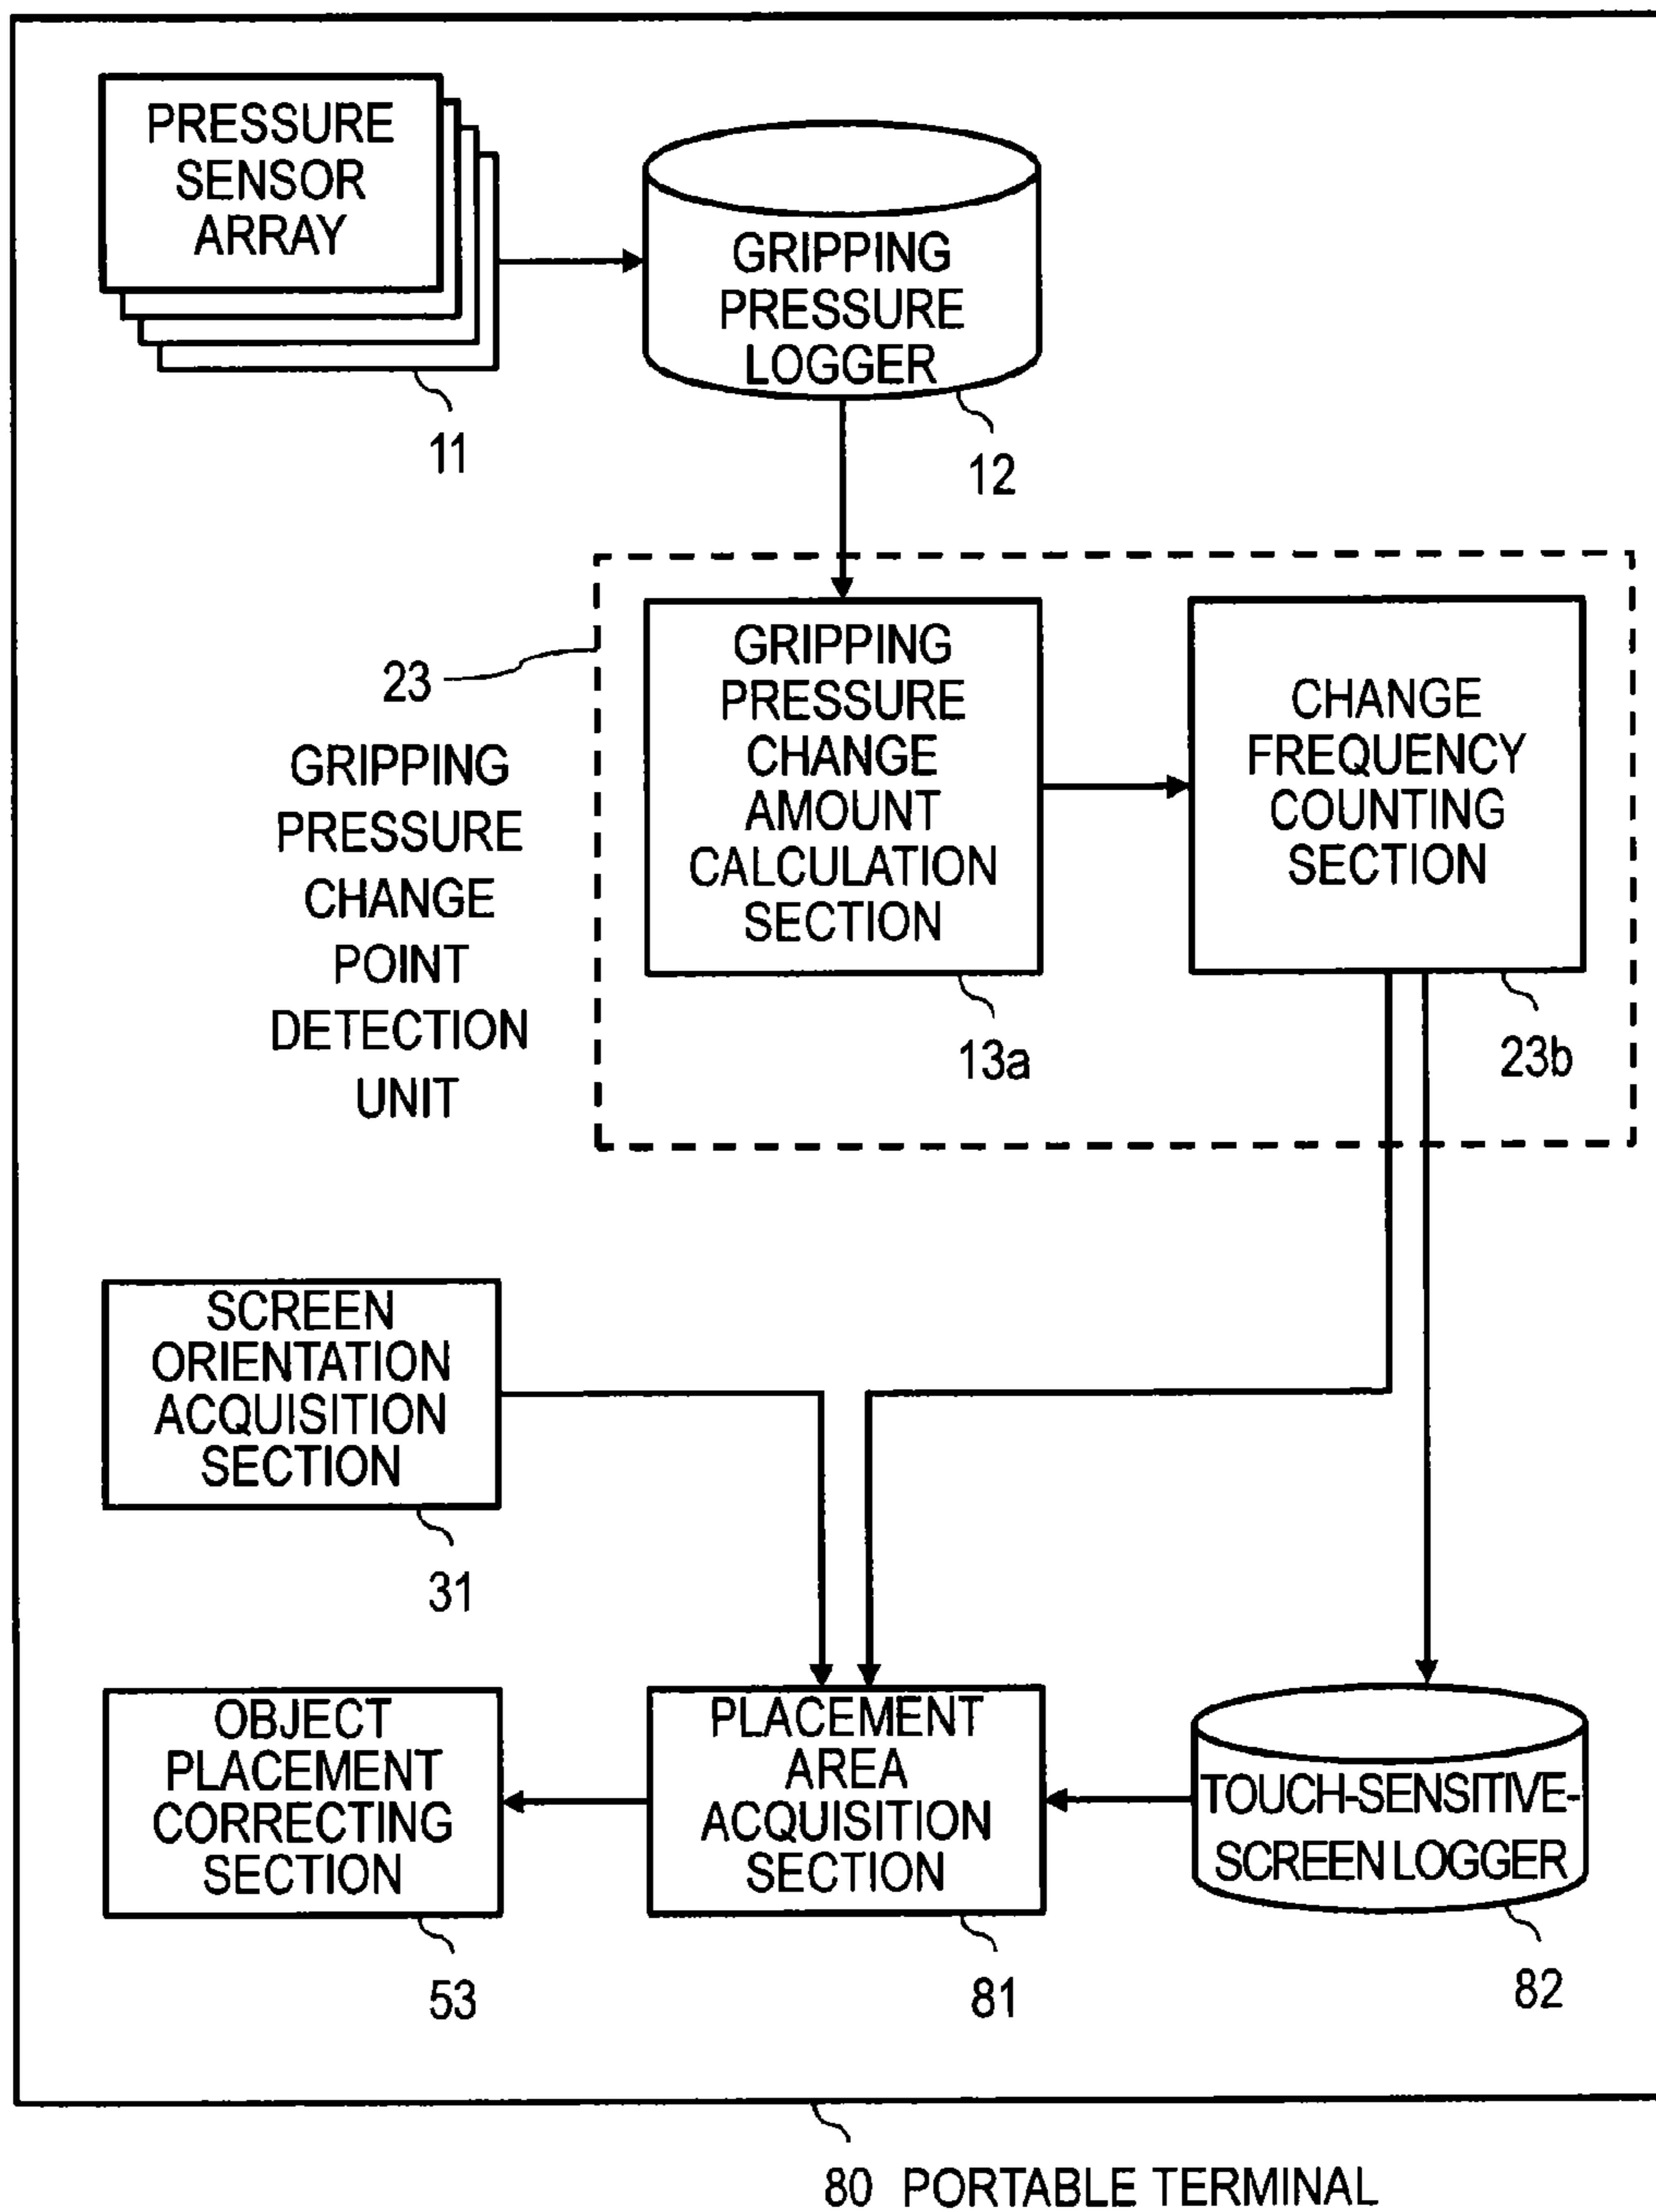 PRESSURE
SENSOR
ARRAY
11
GRIPPING
PRESSURE
LOGGER
12
23
GRIPPING
PRESSURE
CHANGE
POINT
DETECTION
UNIT
GRIPPING
PRESSURE
CHANGE
AMOUNT
CALCULATION
SECTION
13a
CHANGE
FREQUENCY
COUNTING
SECTION
23b
SCREEN
ORIENTATION
ACQUISITION
SECTION
31
OBJECT
PLACEMENT
CORRECTING
SECTION
53
PLACEMENT
AREA
ACQUISITION
SECTION
81
TOUCH-SENSITIVE-
SCREEN LOGGER
82
80 PORTABLE TERMINAL